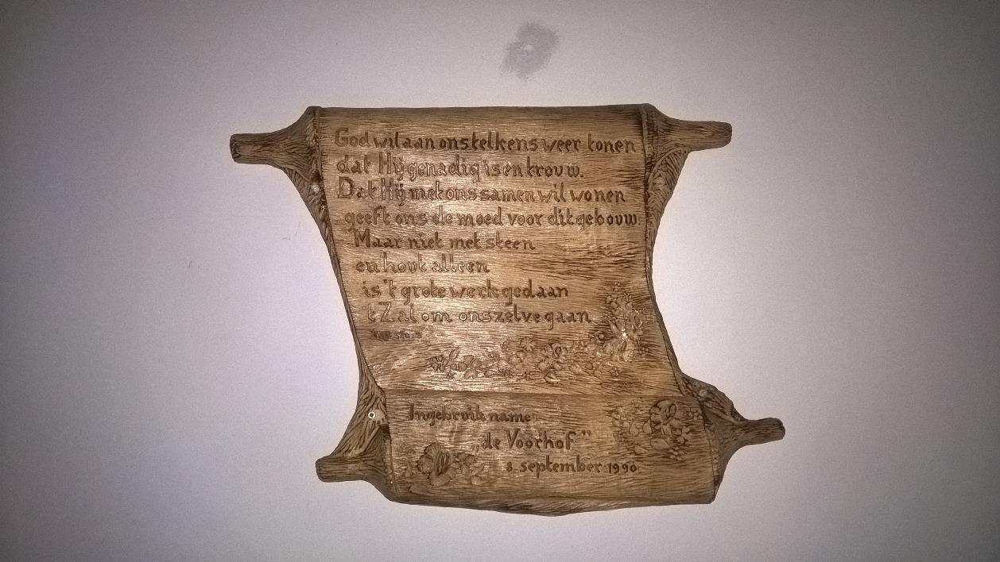 God wil aan ons telkens weer tonen
dat Hij genadig is en trouw.
Dat Hij met ons samen wil wonen
geeft ons de moed voor dit gebouw
Maar niet met steen
en hout alleen
is 't grote werk gedaan
t Zal om onszelve gaan
Ingebruikname
„de Voorhof"
8. september 1990